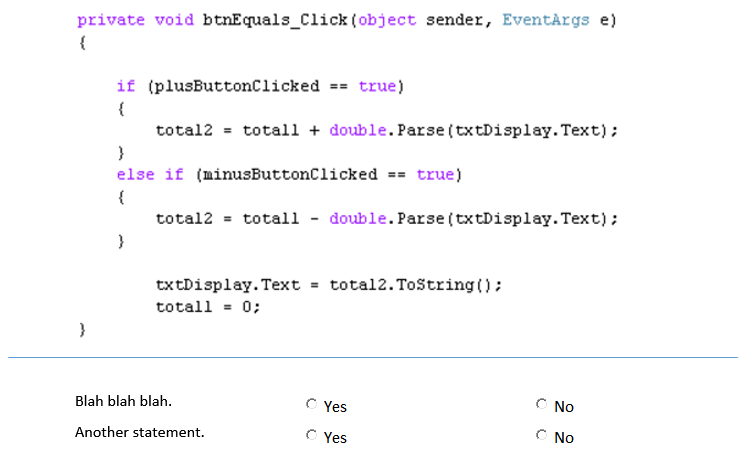 private void btnEquals_Click(object sender, EventArgs e)
{
if (plusButtonClicked == true)
{
total2 = total1 + double.Parse(txtDisplay.Text);
}
else if (minusButtonClicked == true)
{
total2 = total1 - double.Parse(txtDisplay.Text);
}
txtDisplay.Text = total2.ToString();
total1 = 0;
}
Blah blah blah. Yes No
Another statement. Yes No